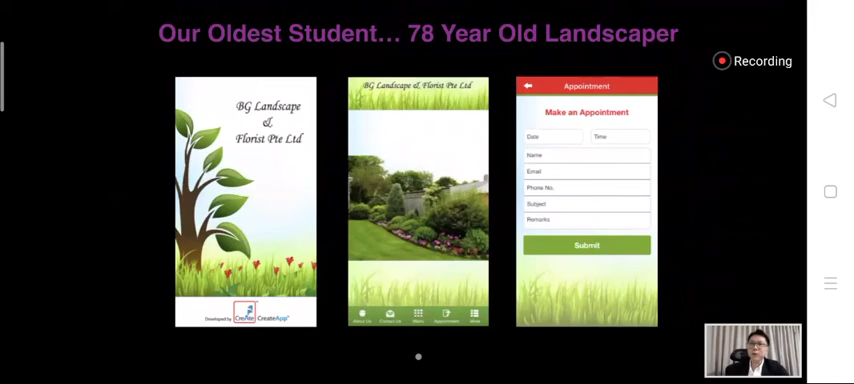 Our Oldest Student... 78 Year Old Landscaper
Recording
BG Landscape
&
Florist Pte Ltd
Developed by Create CreateApp
BG Landscape & Florist Pte Ltd
About Us
Contact Us
Menu
Appointment
More
Appointment
Make an Appointment
Date
Time
Name
Email
Phone No.
Subject
Remarks
Submit